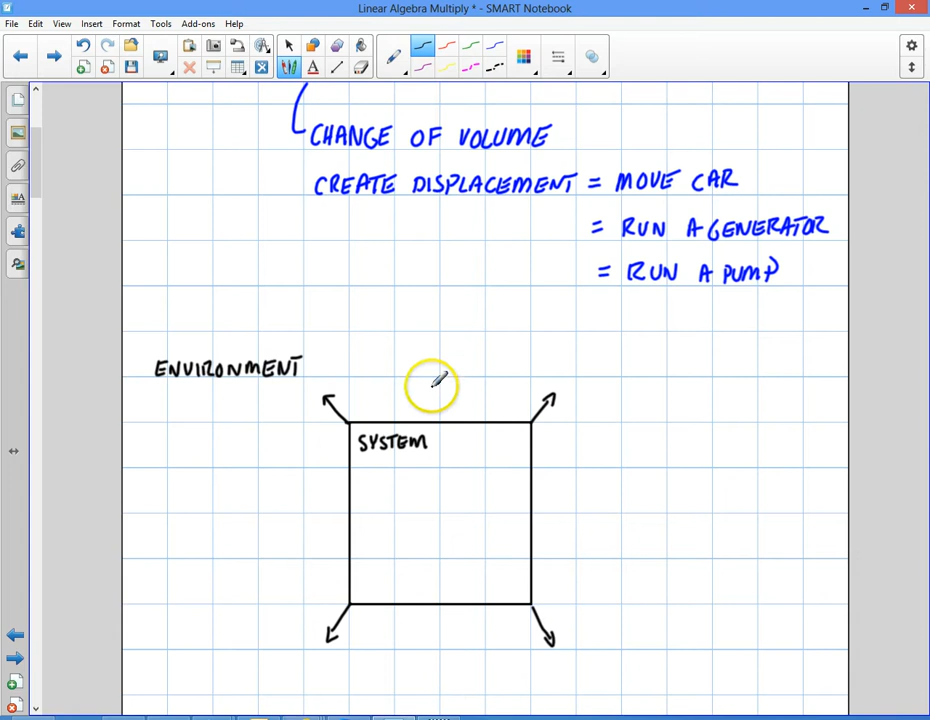 Linear Algebra Multiply * - SMART Notebook
File Edit View Insert Format Tools Add-ons Help
CHANGE OF VOLUME
CREATE DISPLACEMENT = MOVE CAR
= RUN A GENERATOR
= RUN A PUMP
ENVIRONMENT
SYSTEM